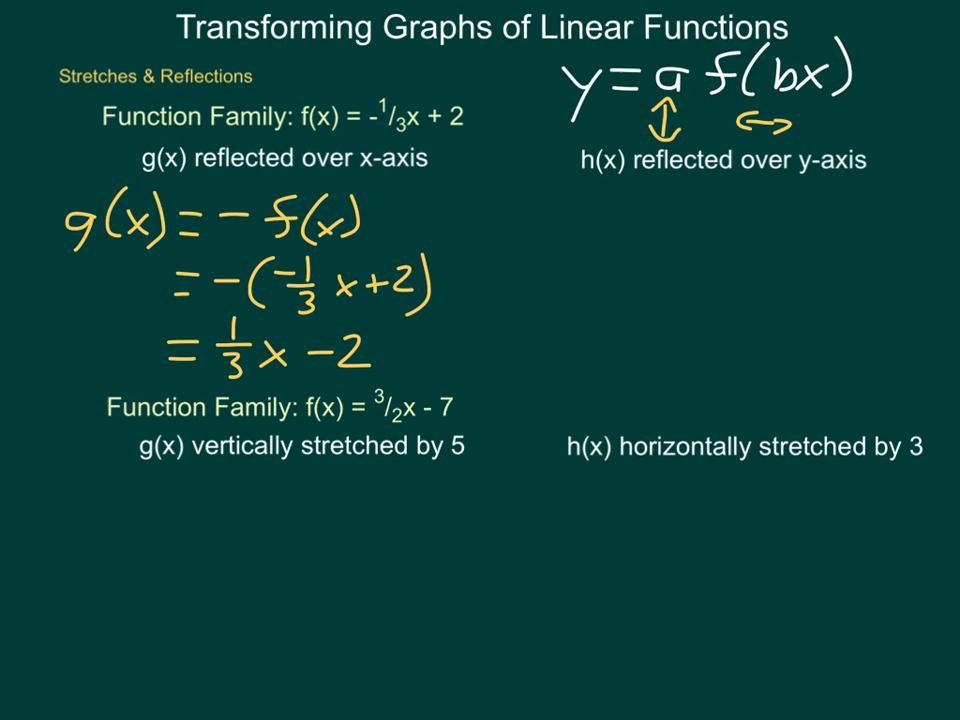 Transforming Graphs of Linear Functions
Stretches & Reflections
y = a f(bx)
Function Family: f(x) = -1/3x + 2
g(x) reflected over x-axis
h(x) reflected over y-axis
g(x) = - f(x)
= -(-1/3 x + 2)
= 1/3 x - 2
Function Family: f(x) = 3/2x - 7
g(x) vertically stretched by 5
h(x) horizontally stretched by 3